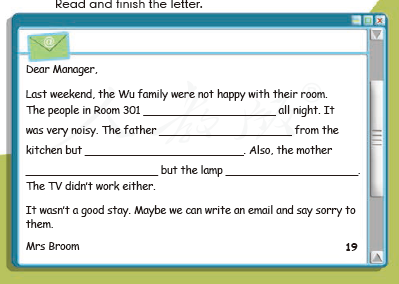 Read and finish the letter.
Dear Manager,
Last weekend, the Wu family were not happy with their room.
The people in Room 301 ____________________ all night. It
was very noisy. The father ____________________ from the
kitchen but ____________________. Also, the mother
____________________ but the lamp ____________________.
The TV didn't work either.
It wasn't a good stay. Maybe we can write an email and say sorry to
them.
Mrs Broom
19